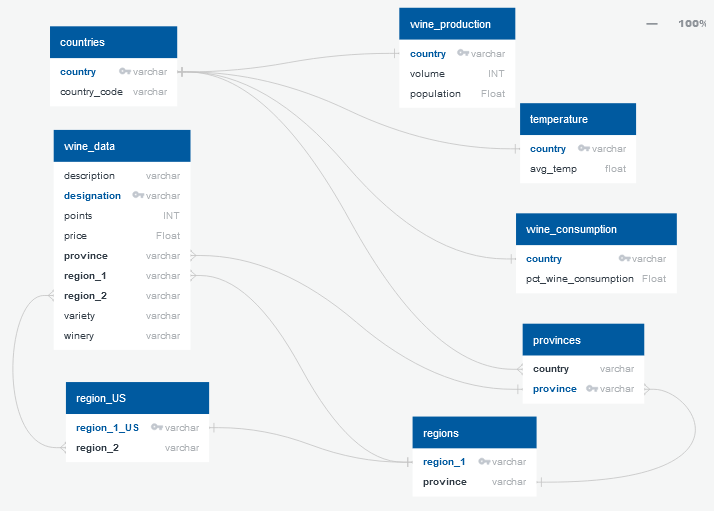 100%
countries
country varchar
country_code varchar
wine_production
country varchar
volume INT
population Float
temperature
country varchar
avg_temp float
wine_data
description varchar
designation varchar
points INT
price Float
province varchar
region_1 varchar
region_2 varchar
variety varchar
winery varchar
wine_consumption
country varchar
pct_wine_consumption Float
provinces
country varchar
province varchar
region_US
region_1_US varchar
region_2 varchar
regions
region_1 varchar
province varchar